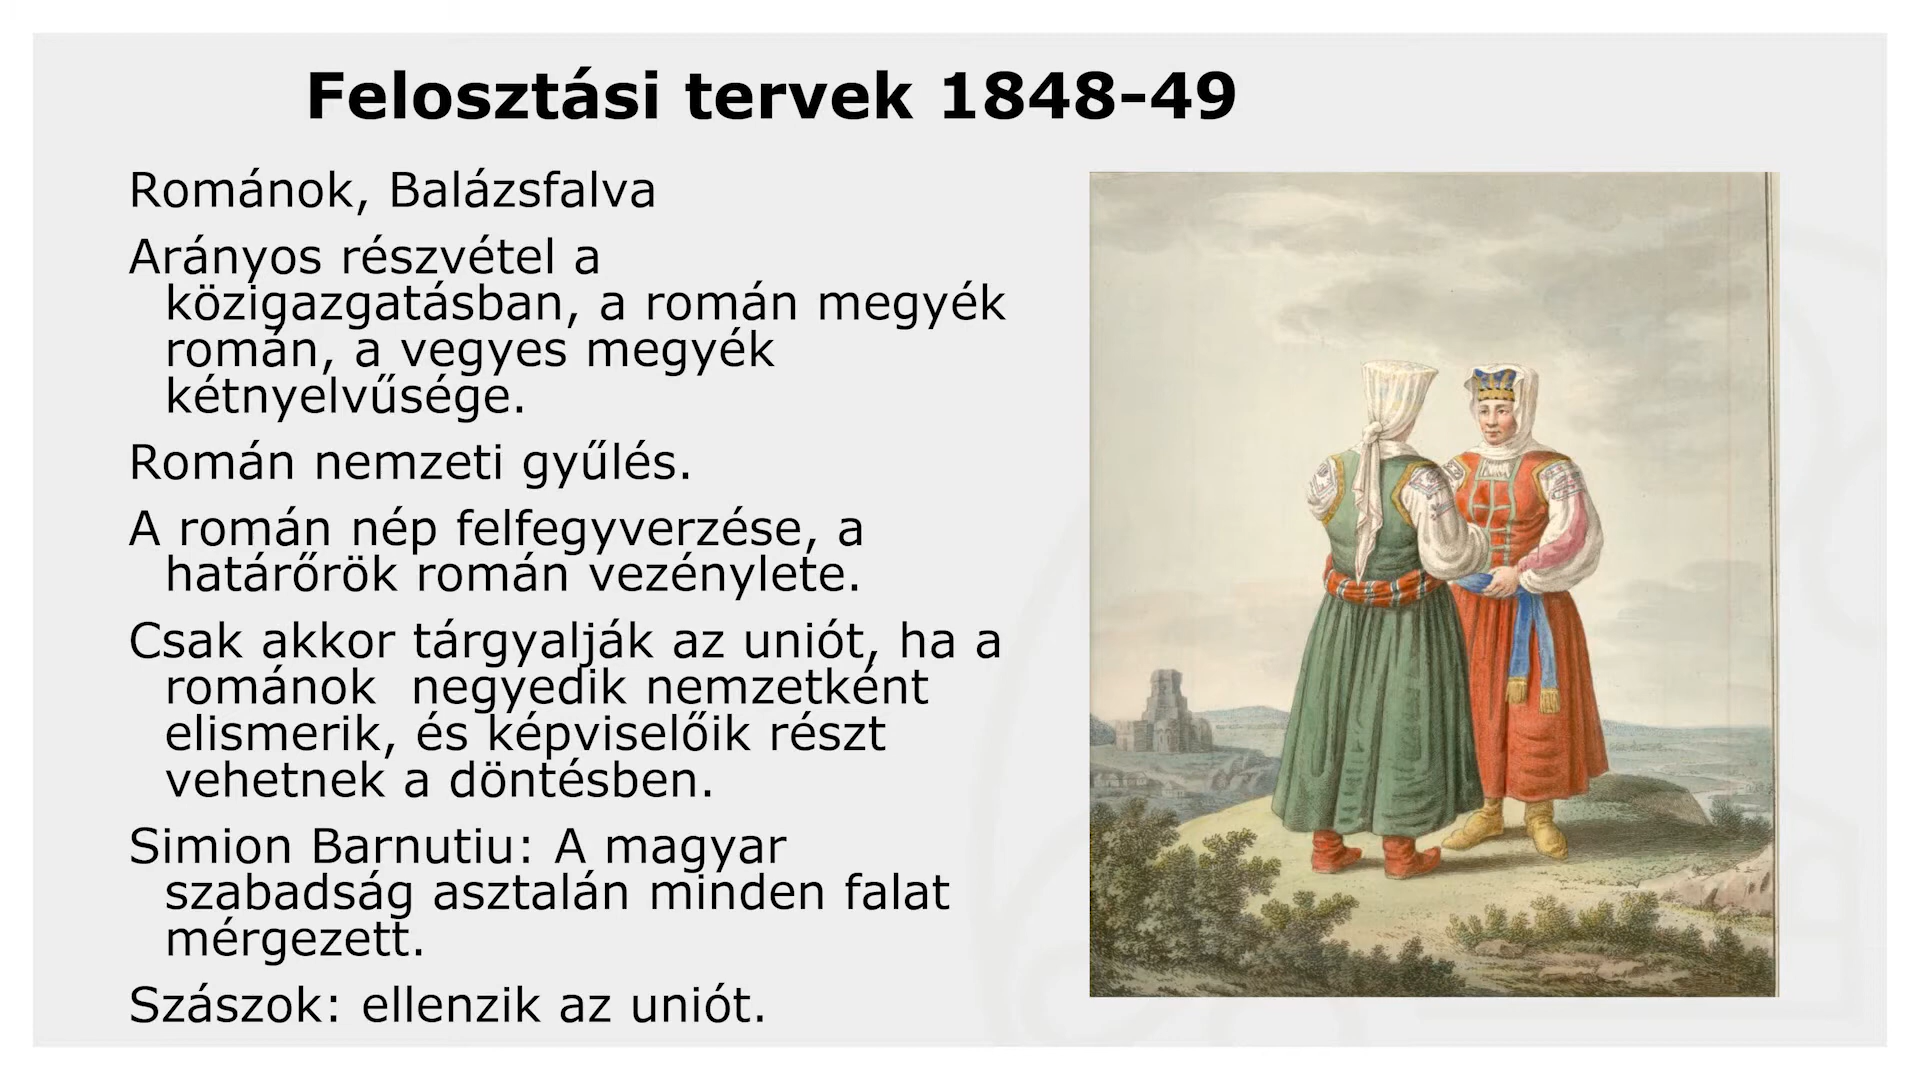 Felosztási tervek 1848-49
Románok, Balázsfalva
Arányos részvétel a
közigazgatásban, a román megyék
román, a vegyes megyék
kétnyelvűsége.
Román nemzeti gyűlés.
A román nép felfegyverzése, a
határőrök román vezénylete.
Csak akkor tárgyalják az uniót, ha a
románok  negyedik nemzetként
elismerik, és képviselőik részt
vehetnek a döntésben.
Simion Barnutiu: A magyar
szabadság asztalán minden falat
mérgezett.
Szászok: ellenzik az uniót.